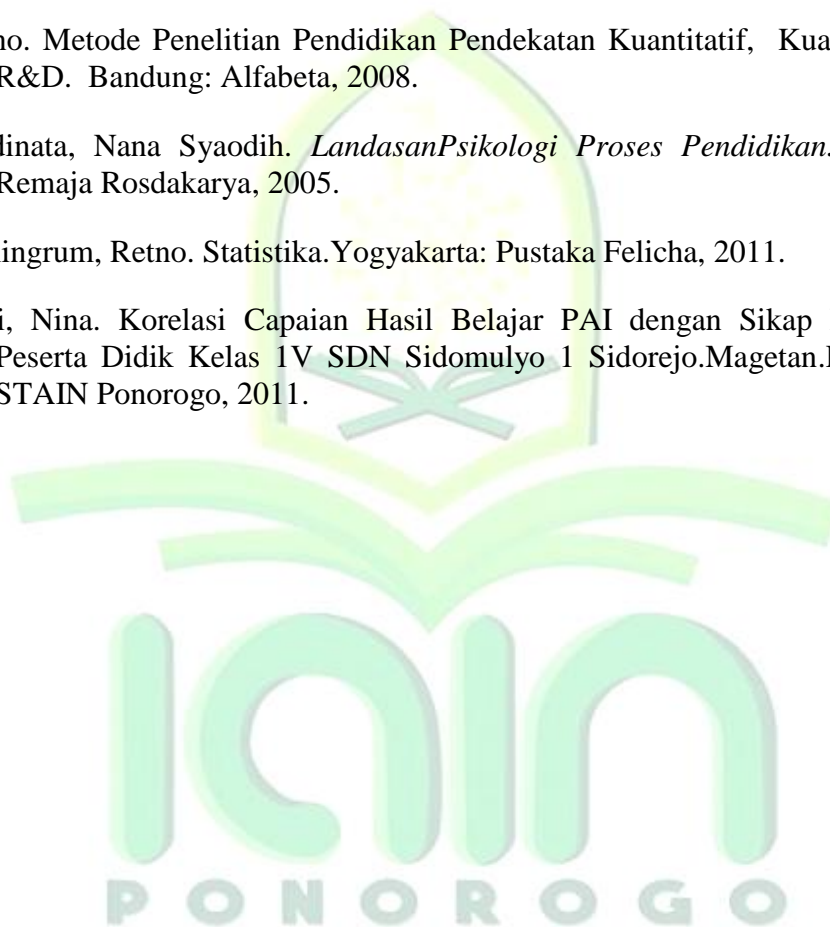 no. Metode Penelitian Pendidikan Pendekatan Kuantitatif, Kua
R&D. Bandung: Alfabeta, 2008.
dinata, Nana Syaodih. LandasanPsikologi Proses Pendidikan.
Remaja Rosdakarya, 2005.
ingrum, Retno. Statistika.Yogyakarta: Pustaka Felicha, 2011.
i, Nina. Korelasi Capaian Hasil Belajar PAI dengan Sikap
Peserta Didik Kelas 1V SDN Sidomulyo 1 Sidorejo.Magetan.
STAIN Ponorogo, 2011.
iain
PONOROGO